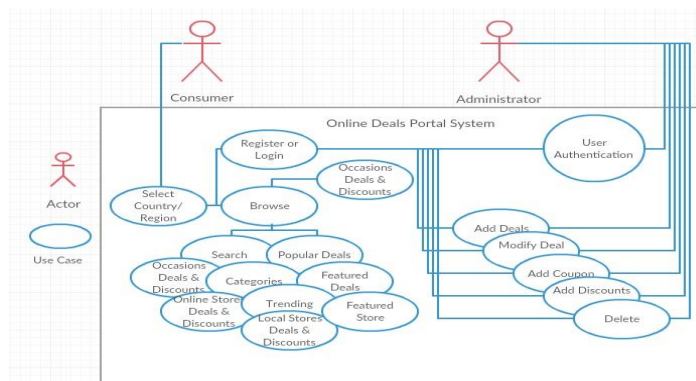 Consumer
Administrator
Online Deals Portal System
Register or
Login
User
Authentication
Occasions
Deals &
Discounts
Actor
Select
Country/
Region
Browse
Use Case
Add Deals
Modify Deal
Add Coupon
Add Discounts
Delete
Search
Popular Deals
Occasions
Deals &
Discounts
Categories
Featured
Deals
Online Store
Deals &
Discounts
Trending
Featured
Store
Local Stores
Deals &
Discounts